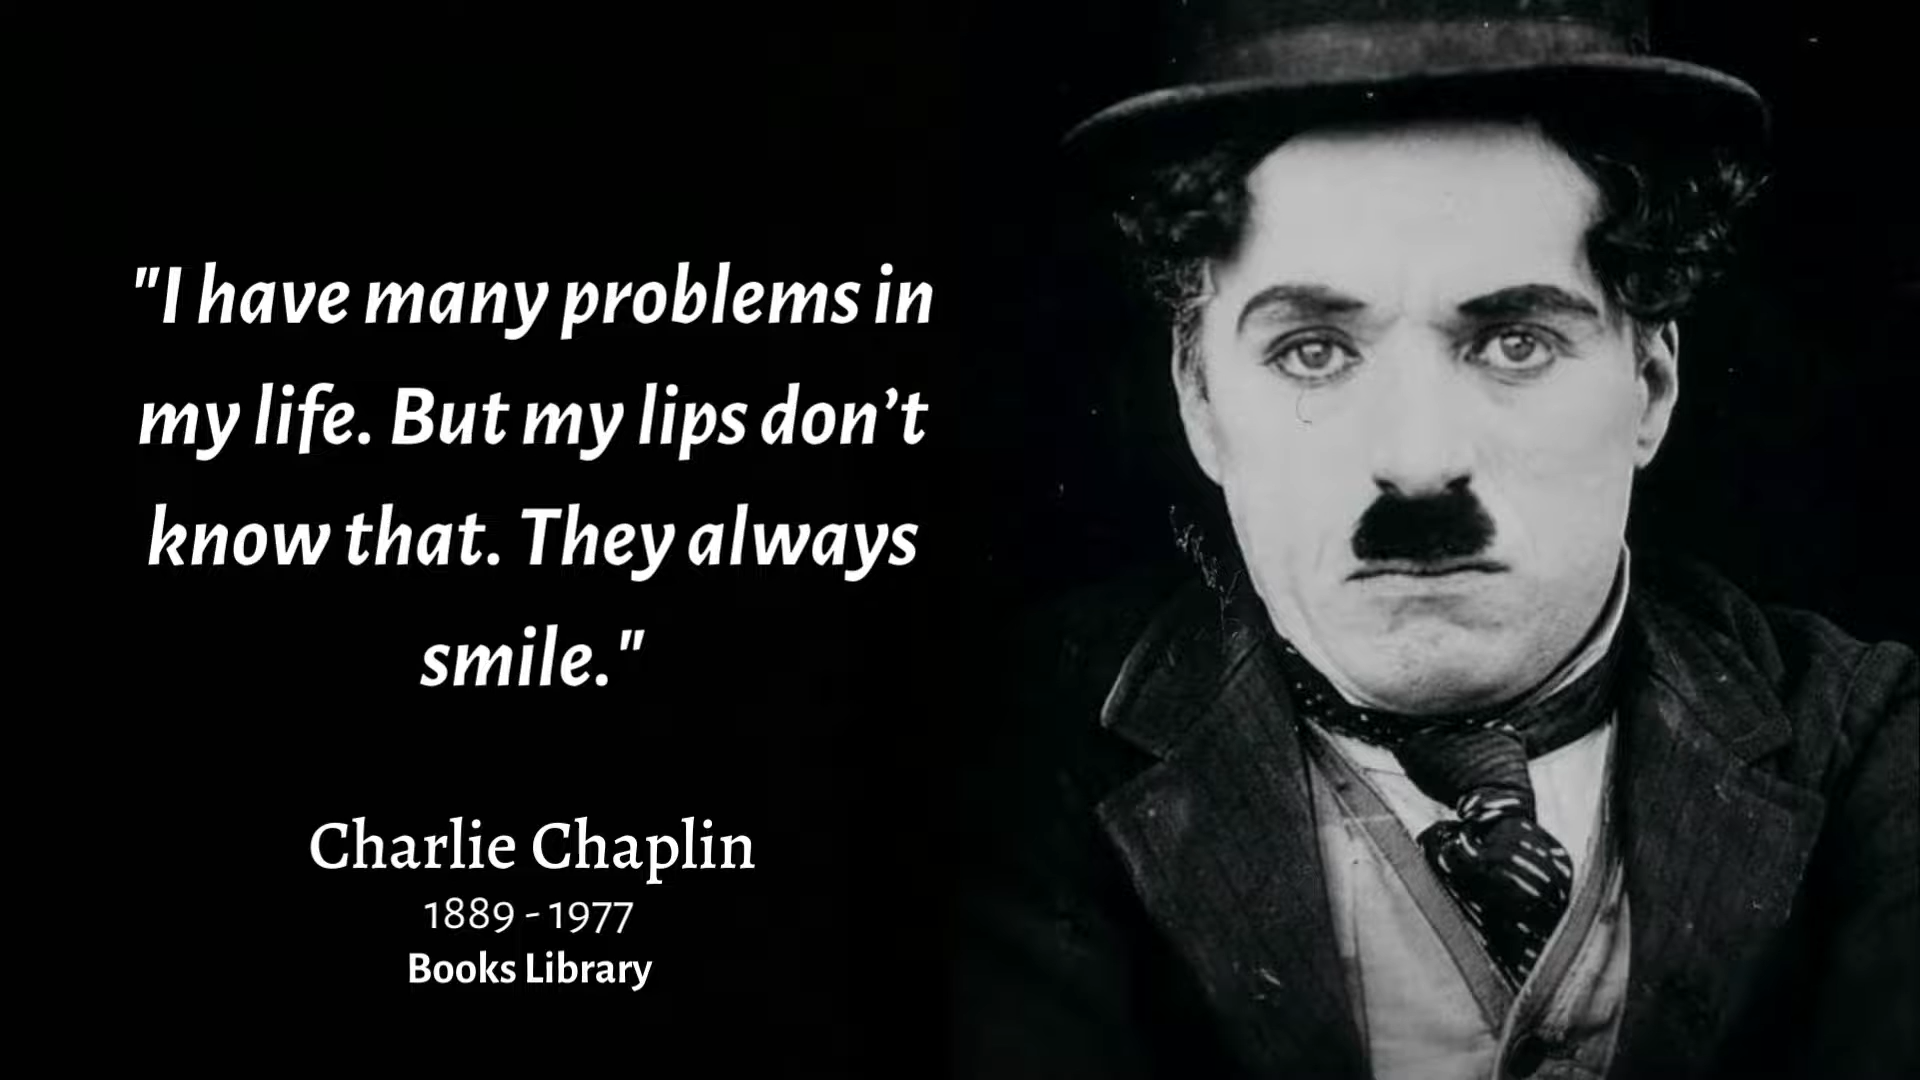 "I have many problems in
my life. But my lips don’t
know that. They always
smile."
Charlie Chaplin
1889 - 1977
Books Library